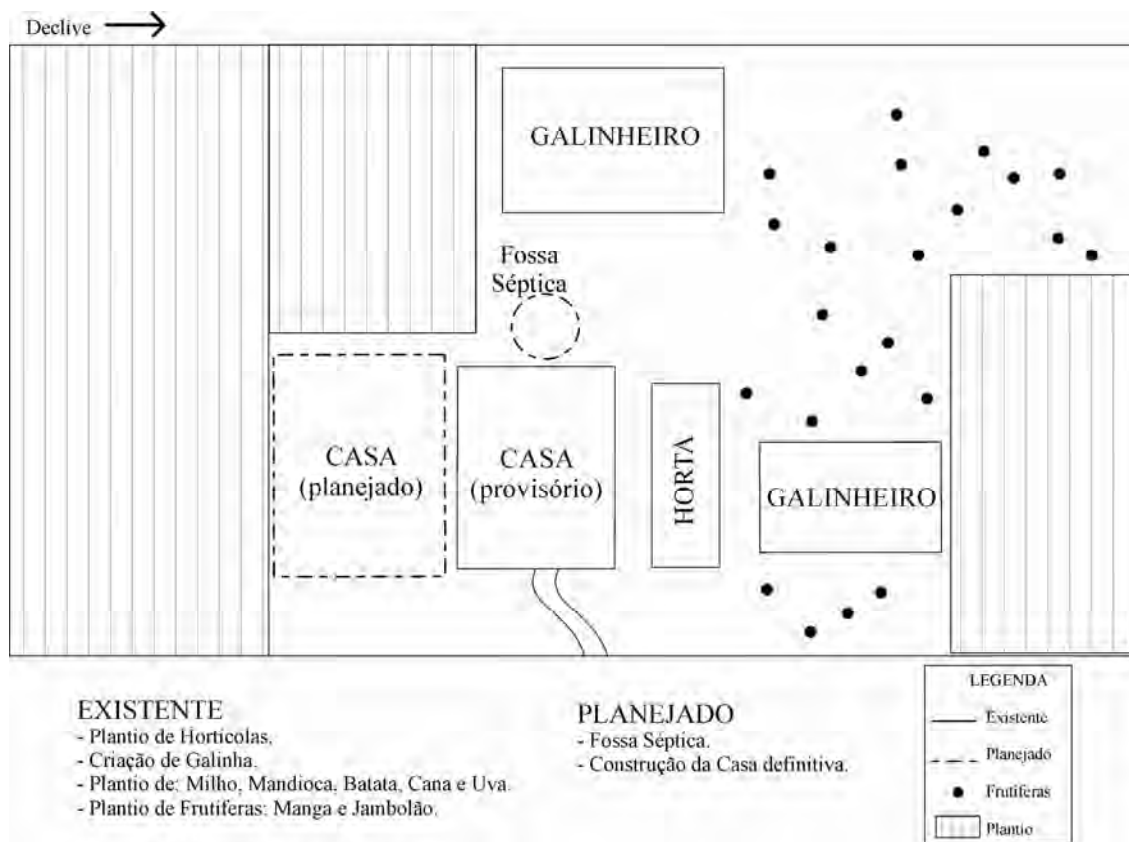 Declive
GALINHEIRO
Fossa
Séptica
CASA
(planejado)
CASA
(provisório)
HORTA
GALINHEIRO
EXISTENTE
- Plantio de Hortícolas.
- Criação de Galinha.
- Plantio de: Milho, Mandioca, Batata, Cana e Uva.
- Plantio de Frutíferas: Manga e Jambolão.
PLANEJADO
- Fossa Séptica.
- Construção da Casa definitiva.
LEGENDA
Existente
Planejado
Frutiferas
Plantio